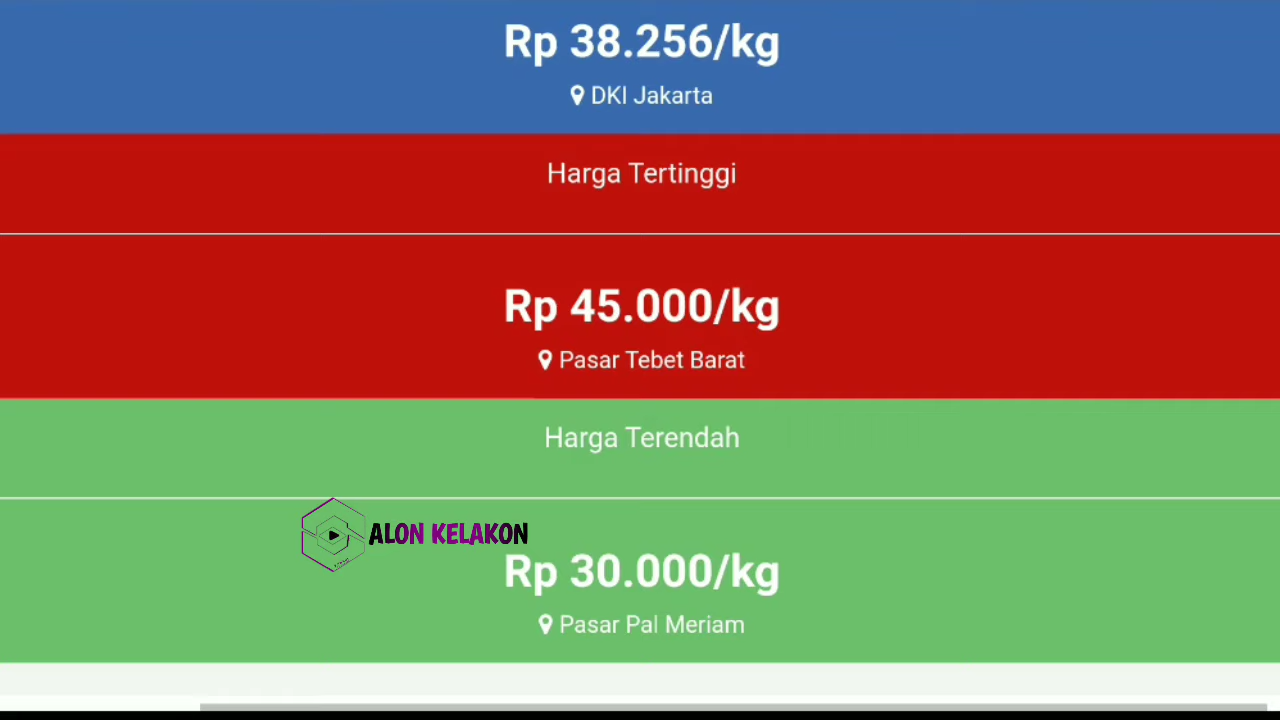 Rp 38.256/kg
DKI Jakarta
Harga Tertinggi
Rp 45.000/kg
Pasar Tebet Barat
Harga Terendah
ALON KELAKON
Rp 30.000/kg
Pasar Pal Meriam